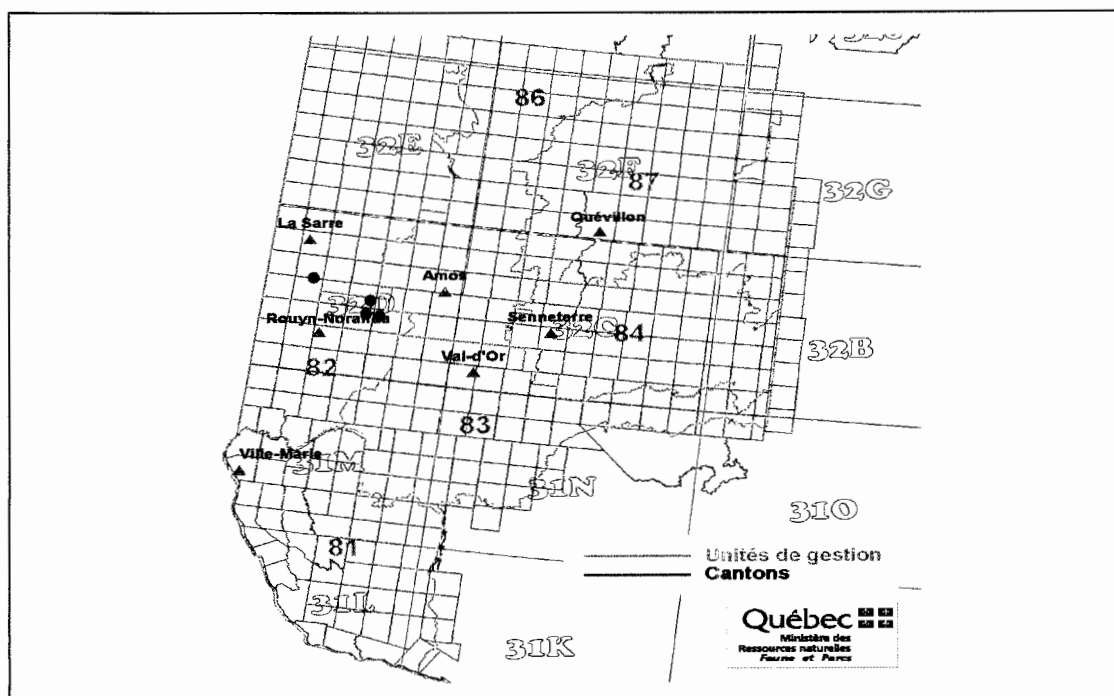 86
32E
32F
87
32G
La Sarre
Quévillon
Amos
32D
Rouyn-Noranda
Senneterre
32C
84
32B
82
Val-d'Or
83
Ville-Marie
31M
31N
31O
81
Unités de gestion
Cantons
31L
Québec
Ministère des
Ressources naturelles
Faune et Parcs
31K